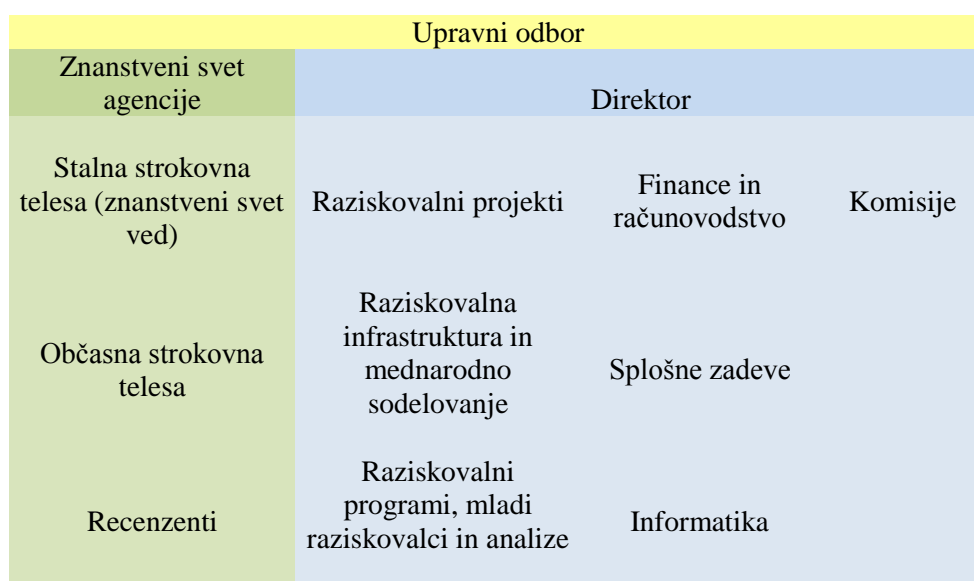 Upravni odbor
Znanstveni svet
agencije
Direktor
Stalna strokovna
telesa (znanstveni svet
ved)
Raziskovalni projekti
Finance in
računovodstvo
Komisije
Občasna strokovna
telesa
Raziskovalna
infrastruktura in
mednarodno
sodelovanje
Splošne zadeve
Recenzenti
Raziskovalni
programi, mladi
raziskovalci in analize
Informatika